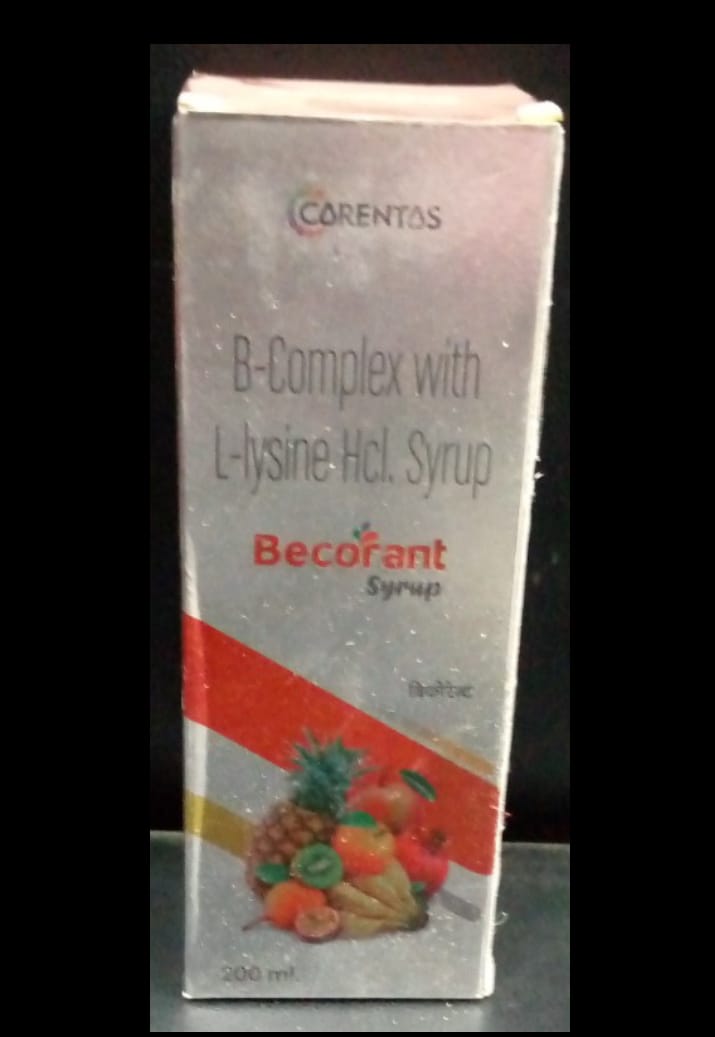 CORENTOS
B-Complex with
L-lysine Hcl. Syrup
Becorant
Syrup
बिकोरेन्ट
200 ml.